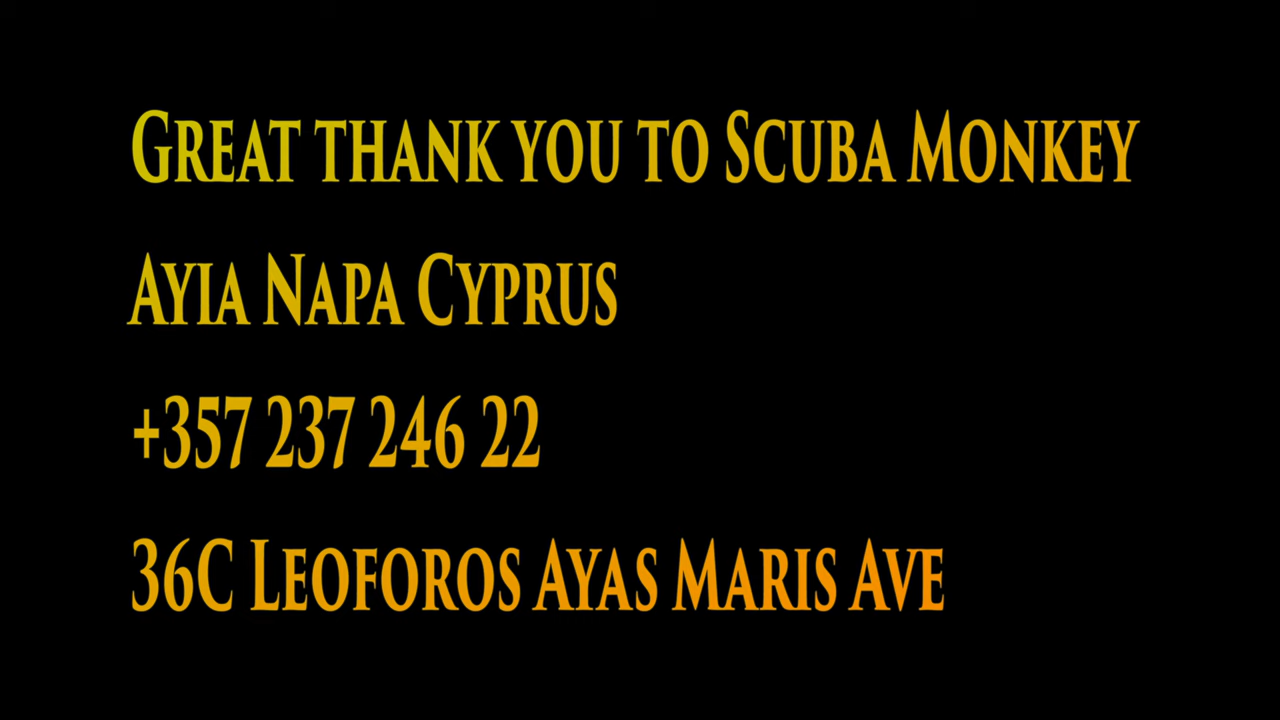 Great thank you to Scuba Monkey
Ayia Napa Cyprus
+357 237 246 22
36C Leoforos Ayas Maris Ave